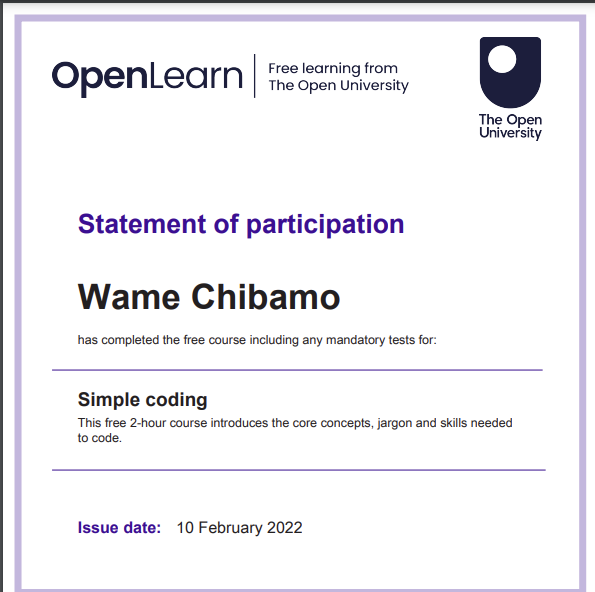 OpenLearn
Free learning from
The Open University
The Open
University
Statement of participation
Wame Chibamo
has completed the free course including any mandatory tests for:
Simple coding
This free 2-hour course introduces the core concepts, jargon and skills needed
to code.
Issue date: 10 February 2022